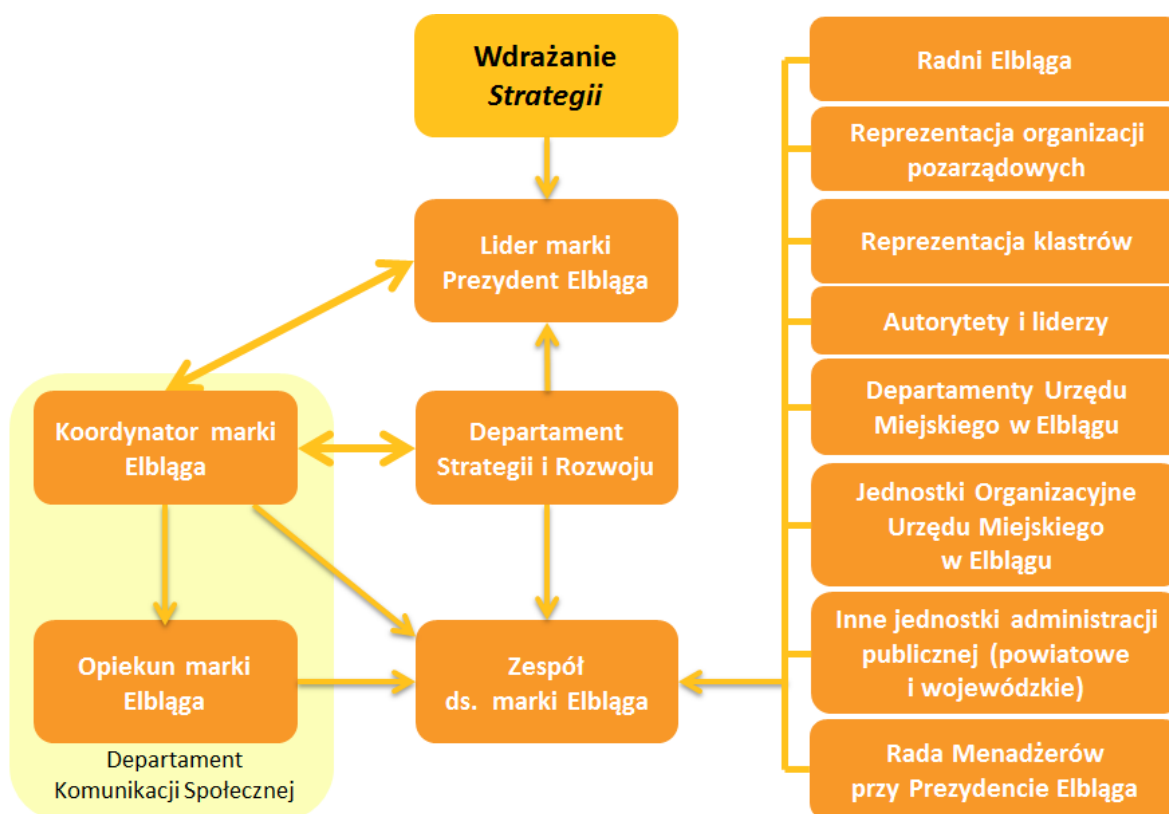 Wdrażanie
Strategii
Lider marki
Prezydent Elbląga
Koordynator marki
Elbląga
Departament
Strategii i Rozwoju
Opiekun marki
Elbląga
Zespół
ds. marki Elbląga
Departament
Komunikacji Społecznej
Radni Elbląga
Reprezentacja organizacji
pozarządowych
Reprezentacja klastrów
Autorytety i liderzy
Departamenty Urzędu
Miejskiego w Elblągu
Jednostki Organizacyjne
Urzędu Miejskiego
w Elblągu
Inne jednostki administracji
publicznej (powiatowe
i wojewódzkie)
Rada Menadżerów
przy Prezydencie Elbląga